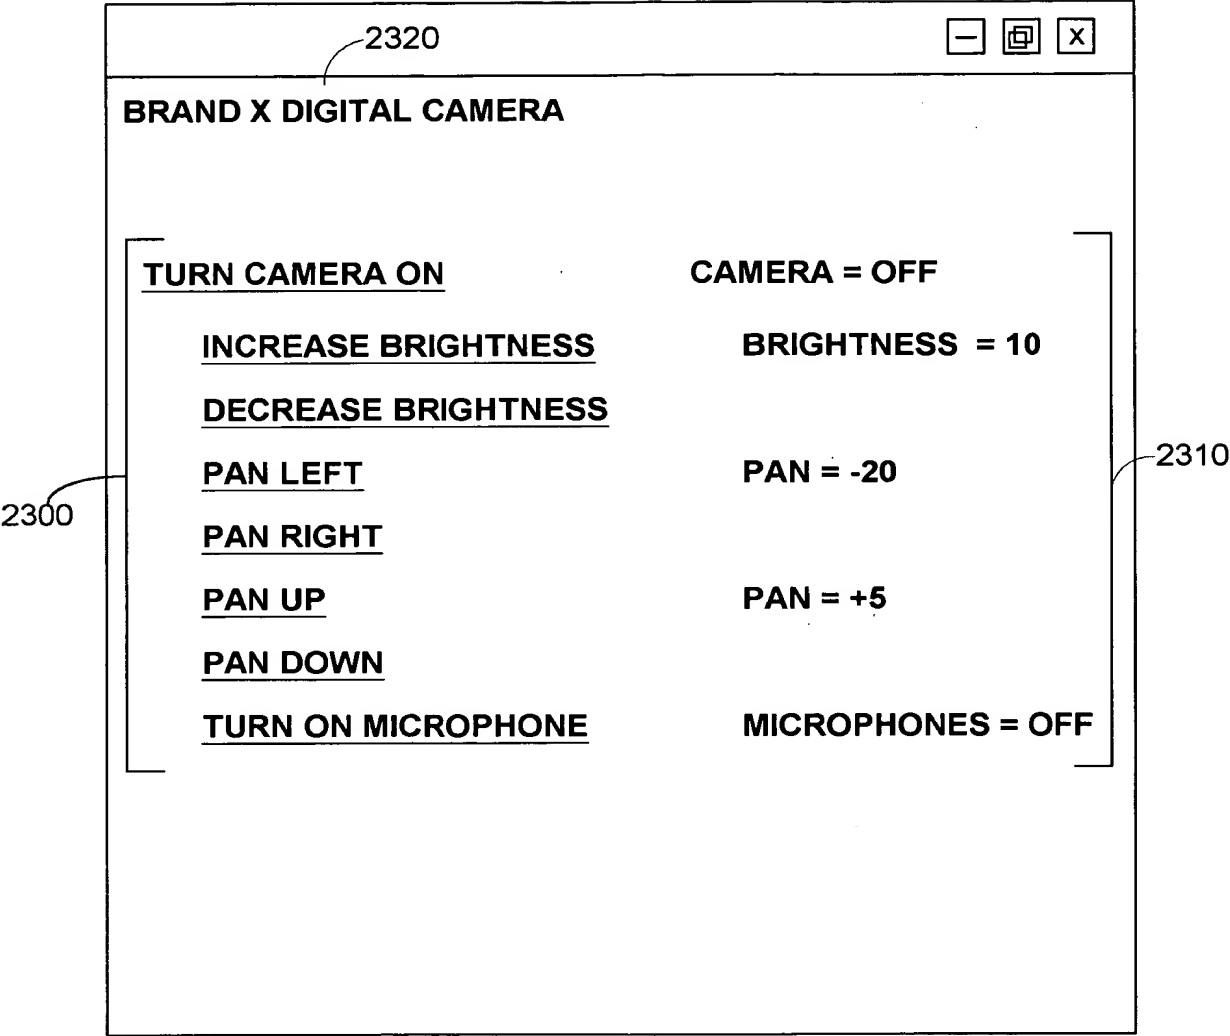 2320
BRAND X DIGITAL CAMERA
TURN CAMERA ON CAMERA = OFF
INCREASE BRIGHTNESS BRIGHTNESS = 10
DECREASE BRIGHTNESS
PAN LEFT PAN = -20
2310
2300
PAN RIGHT
PAN UP PAN = +5
PAN DOWN
TURN ON MICROPHONE MICROPHONES = OFF